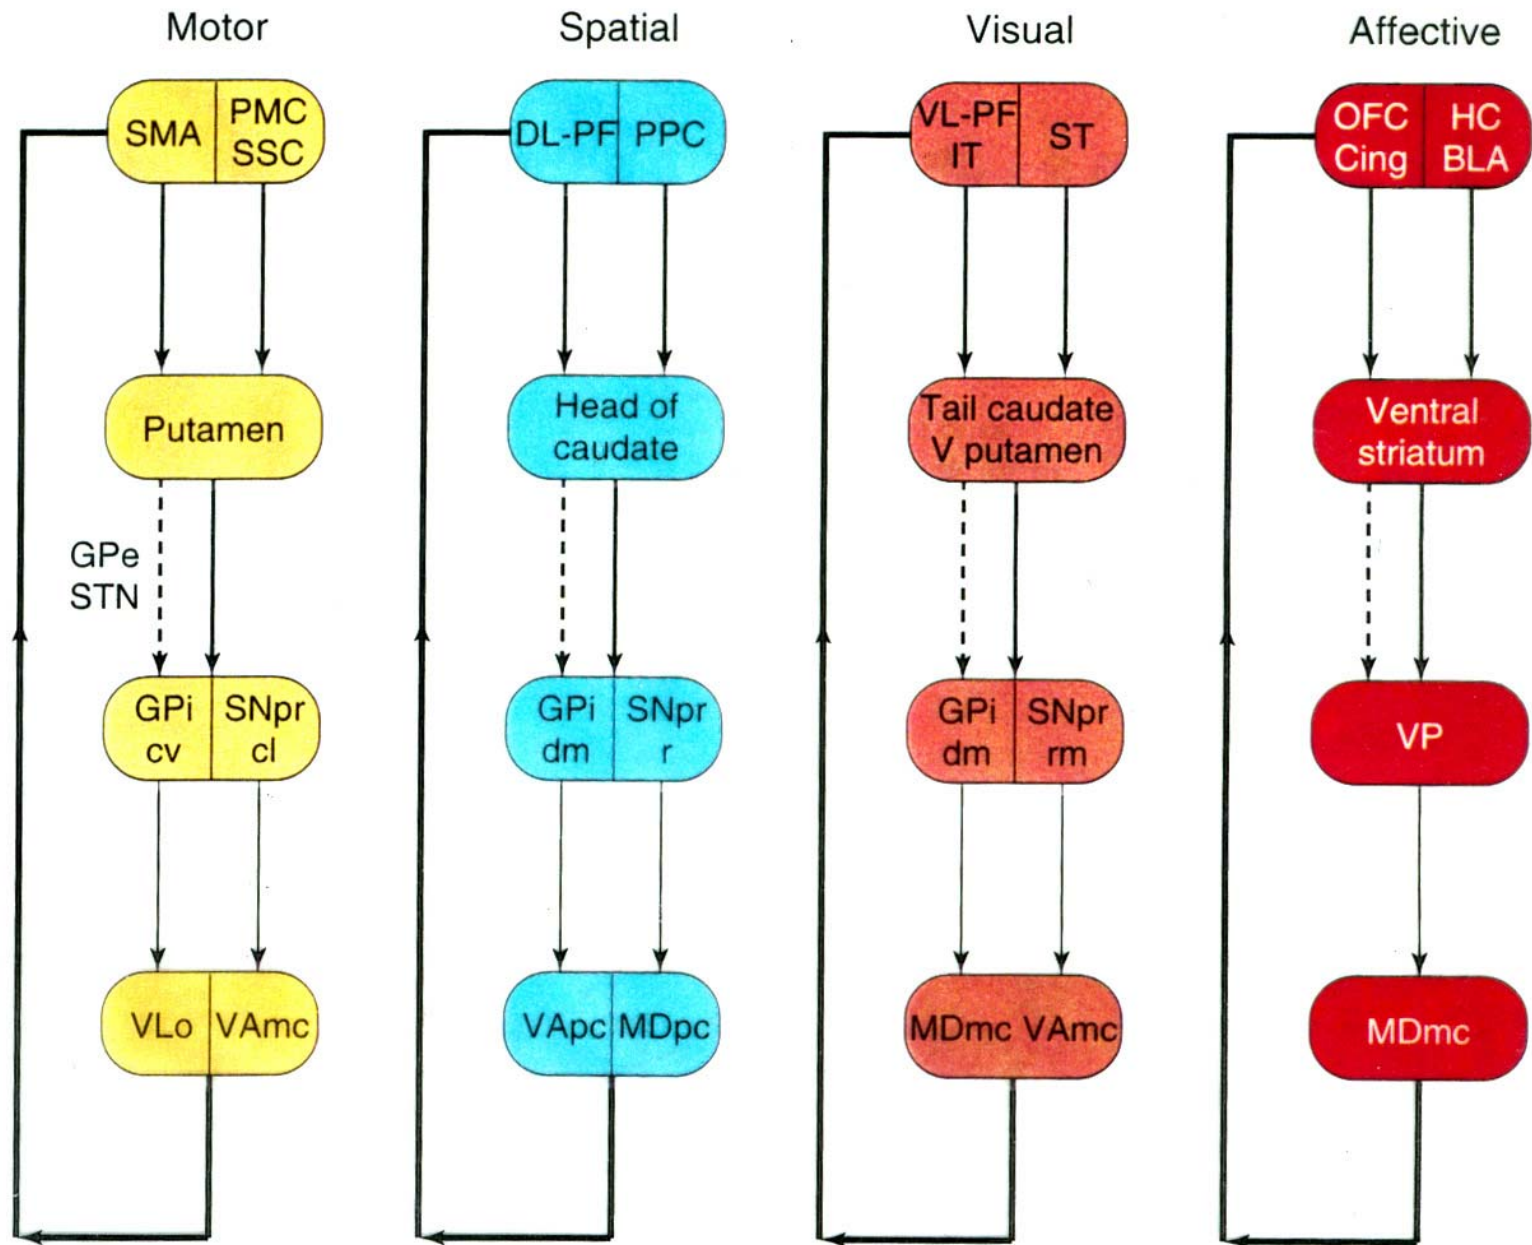 Motor
Spatial
Visual
Affective
SMA
PMC
SSC
DL-PF
PPC
VL-PF
IT
ST
OFC
Cing
HC
BLA
Putamen
Head of
caudate
Tail caudate
V putamen
Ventral
striatum
GPe
STN
GPi
cv
SNpr
cl
GPi
dm
SNpr
r
GPi
dm
SNpr
rm
VP
VLo
VAmc
VApc
MDpc
MDmc
VAmc
MDmc